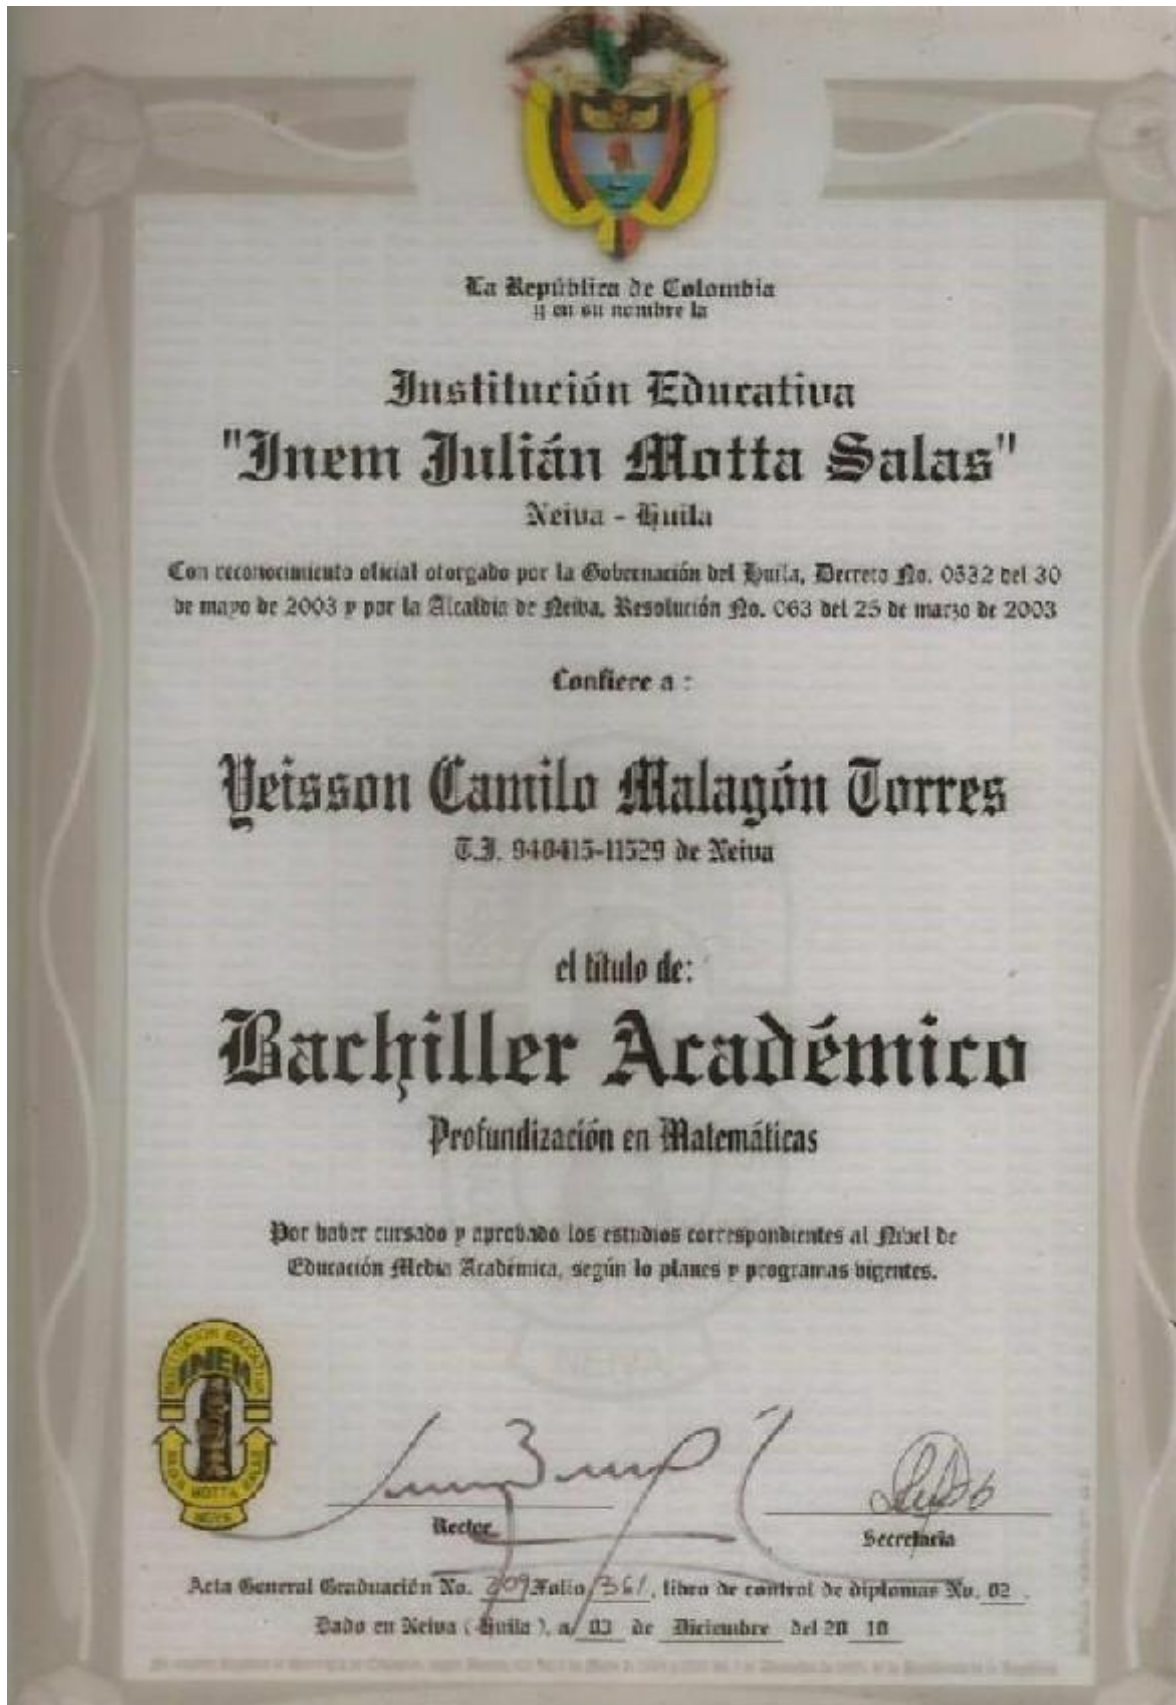 La República de Colombia
y en su nombre la
Institución Educativa
"Inem Julián Motta Salas"
Neiva - Huila
Con reconocimiento oficial otorgado por la Gobernación del Huila, Decreto No. 0532 del 30
de mayo de 2003 y por la Alcaldia de Neiva, Resolución No. 063 del 25 de marzo de 2003
Confiere a :
Yeisson Camilo Malagón Torres
T.I. 940415-11529 de Neiva
el título de:
Bachiller Académico
Profundización en Matemáticas
Por haber cursado y aprobado los estudios correspondientes al Nivel de
Educación Media Académica, según lo planes y programas vigentes.
INEM
MOTTA
NEIVA
Rector
Secretaria
Acta General Graduación No. 209 Folio 361, libro de control de diplomas No. 02.
Dado en Neiva (Huila), a 03 de Diciembre del 20 10